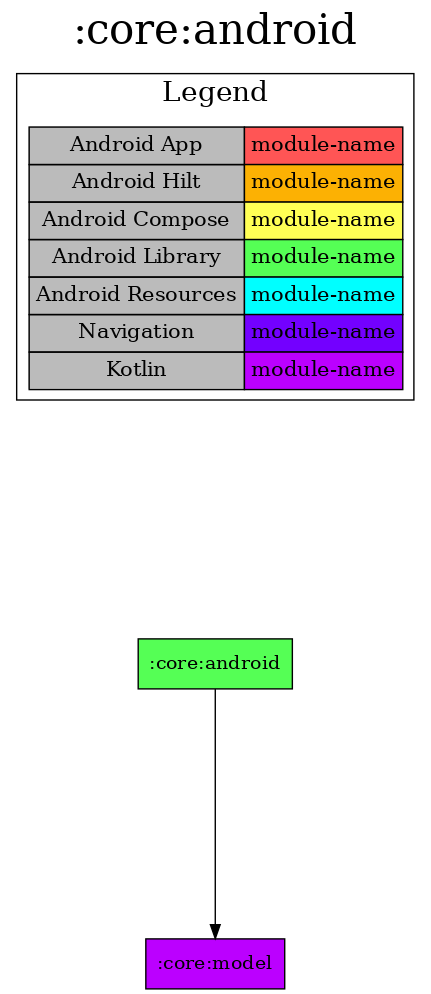 :core:android
Legend
Android App module-name
Android Hilt module-name
Android Compose module-name
Android Library module-name
Android Resources module-name
Navigation module-name
Kotlin module-name
:core:android
:core:model